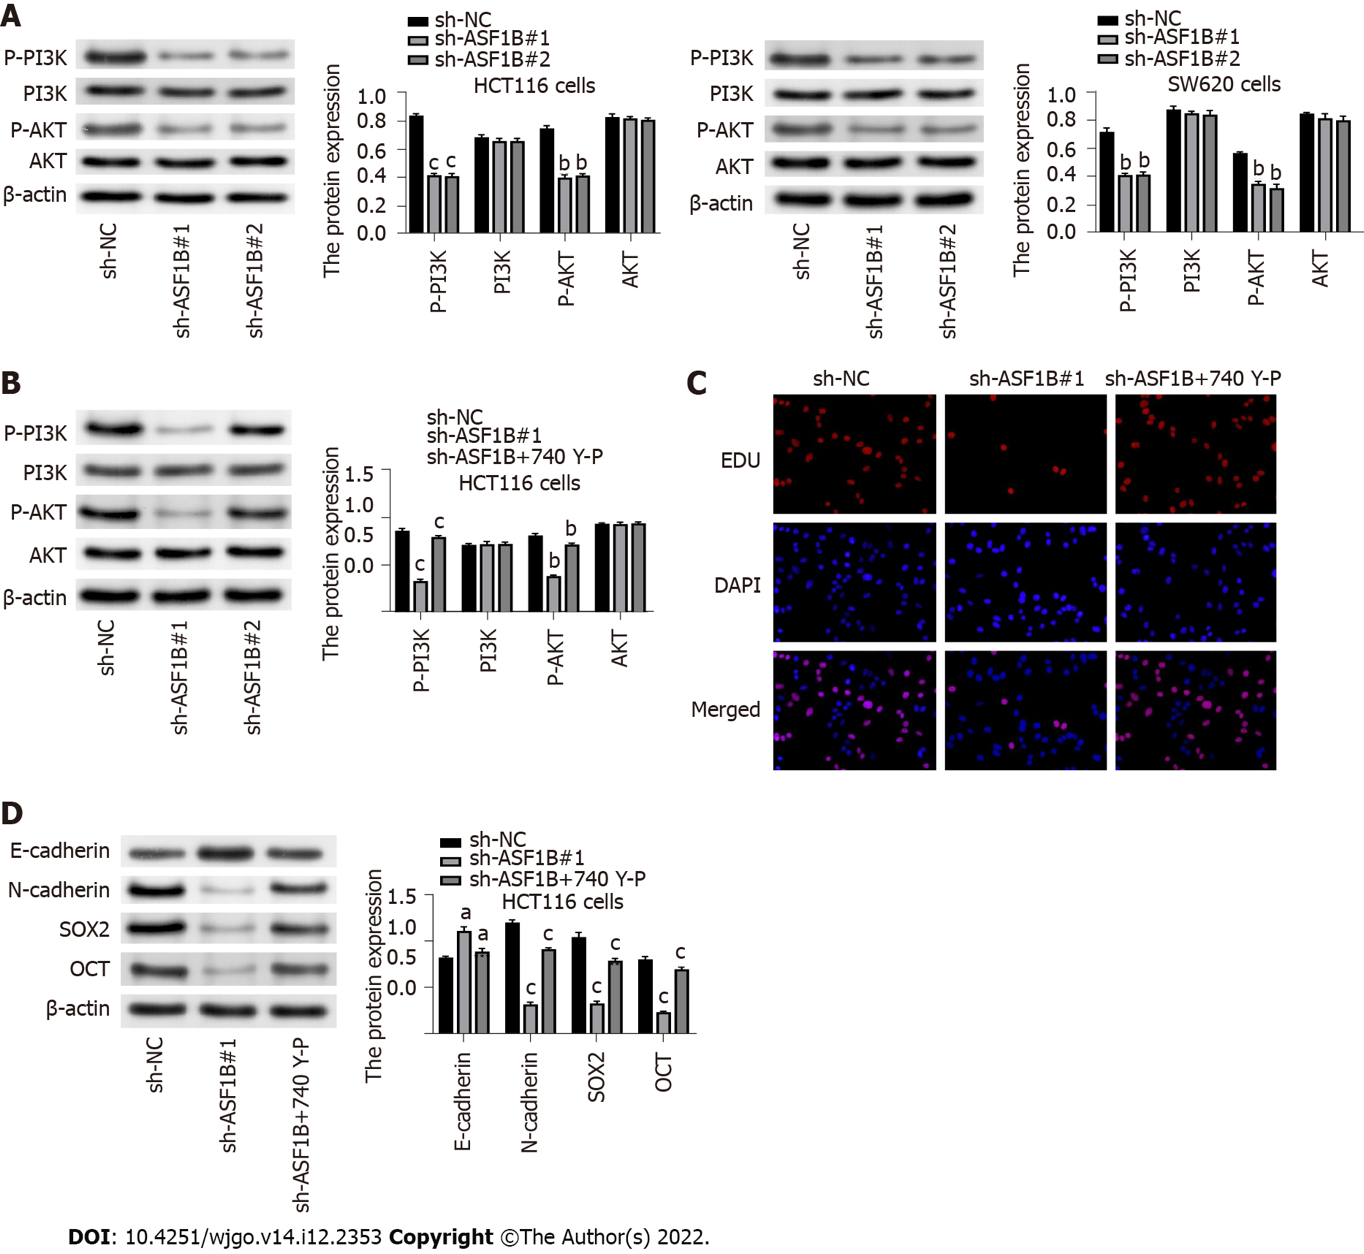 A
P-PI3K
PI3K
P-AKT
AKT
β-actin
sh-NC
sh-ASF1B#1
sh-ASF1B#2
sh-NC
sh-ASF1B#1
sh-ASF1B#2
HCT116 cells
The protein expression
1.0
0.8
0.6
0.4
0.2
0.0
c c
b b
P-PI3K
PI3K
P-AKT
AKT
P-PI3K
PI3K
P-AKT
AKT
β-actin
sh-NC
sh-ASF1B#1
sh-ASF1B#2
sh-NC
sh-ASF1B#1
sh-ASF1B#2
SW620 cells
The protein expression
1.0
0.8
0.6
0.4
0.2
0.0
b b
b b
P-PI3K
PI3K
P-AKT
AKT
B
P-PI3K
PI3K
P-AKT
AKT
β-actin
sh-NC
sh-ASF1B#1
sh-ASF1B#2
sh-NC
sh-ASF1B#1
sh-ASF1B+740 Y-P
HCT116 cells
The protein expression
1.5
1.0
0.5
0.0
c
c
b
b
P-PI3K
PI3K
P-AKT
AKT
C
sh-NC
sh-ASF1B#1
sh-ASF1B+740 Y-P
EDU
DAPI
Merged
D
E-cadherin
N-cadherin
SOX2
OCT
β-actin
sh-NC
sh-ASF1B#1
sh-ASF1B+740 Y-P
sh-NC
sh-ASF1B#1
sh-ASF1B+740 Y-P
HCT116 cells
The protein expression
1.5
1.0
0.5
0.0
a
a
c
c
c
c
c
c
E-cadherin
N-cadherin
SOX2
OCT
DOI: 10.4251/wjgo.v14.i12.2353 Copyright ©The Author(s) 2022.